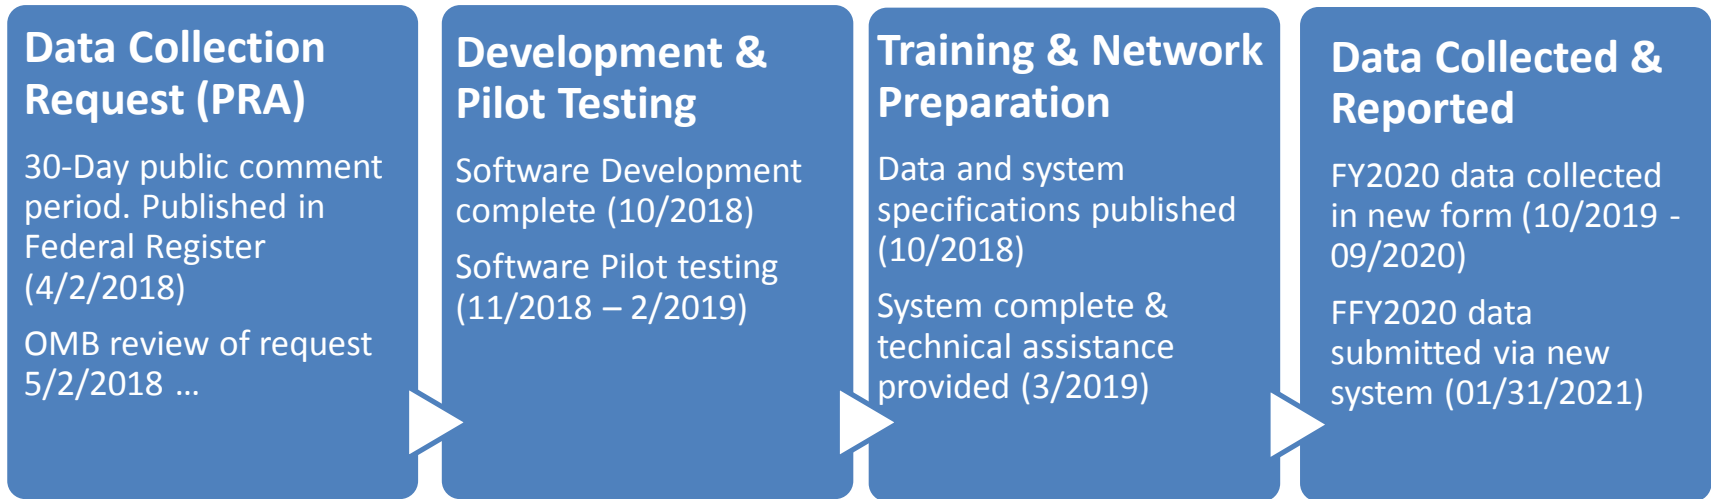 Data Collection
Request (PRA)
30-Day public comment
period. Published in
Federal Register
(4/2/2018)
OMB review of request
5/2/2018 ...
Development &
Pilot Testing
Software Development
complete (10/2018)
Software Pilot testing
(11/2018 – 2/2019)
Training & Network
Preparation
Data and system
specifications published
(10/2018)
System complete &
technical assistance
provided (3/2019)
Data Collected &
Reported
FY2020 data collected
in new form (10/2019 -
09/2020)
FFY2020 data
submitted via new
system (01/31/2021)